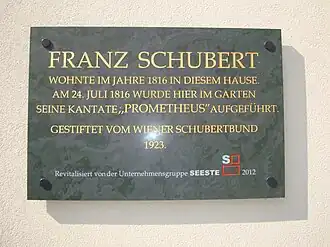 FRANZ SCHUBERT
WOHNTE IM JAHRE 1816 IN DIESEM HAUSE.
AM 24. JULI 1816 WURDE HIER IM GARTEN
SEINE KANTATE „PROMETHEUS" AUFGEFÜHRT.
GESTIFTET VOM WIENER SCHUBERTBUND
1923.
Revitalisiert von der Unternehmensgruppe SEESTE S 2012